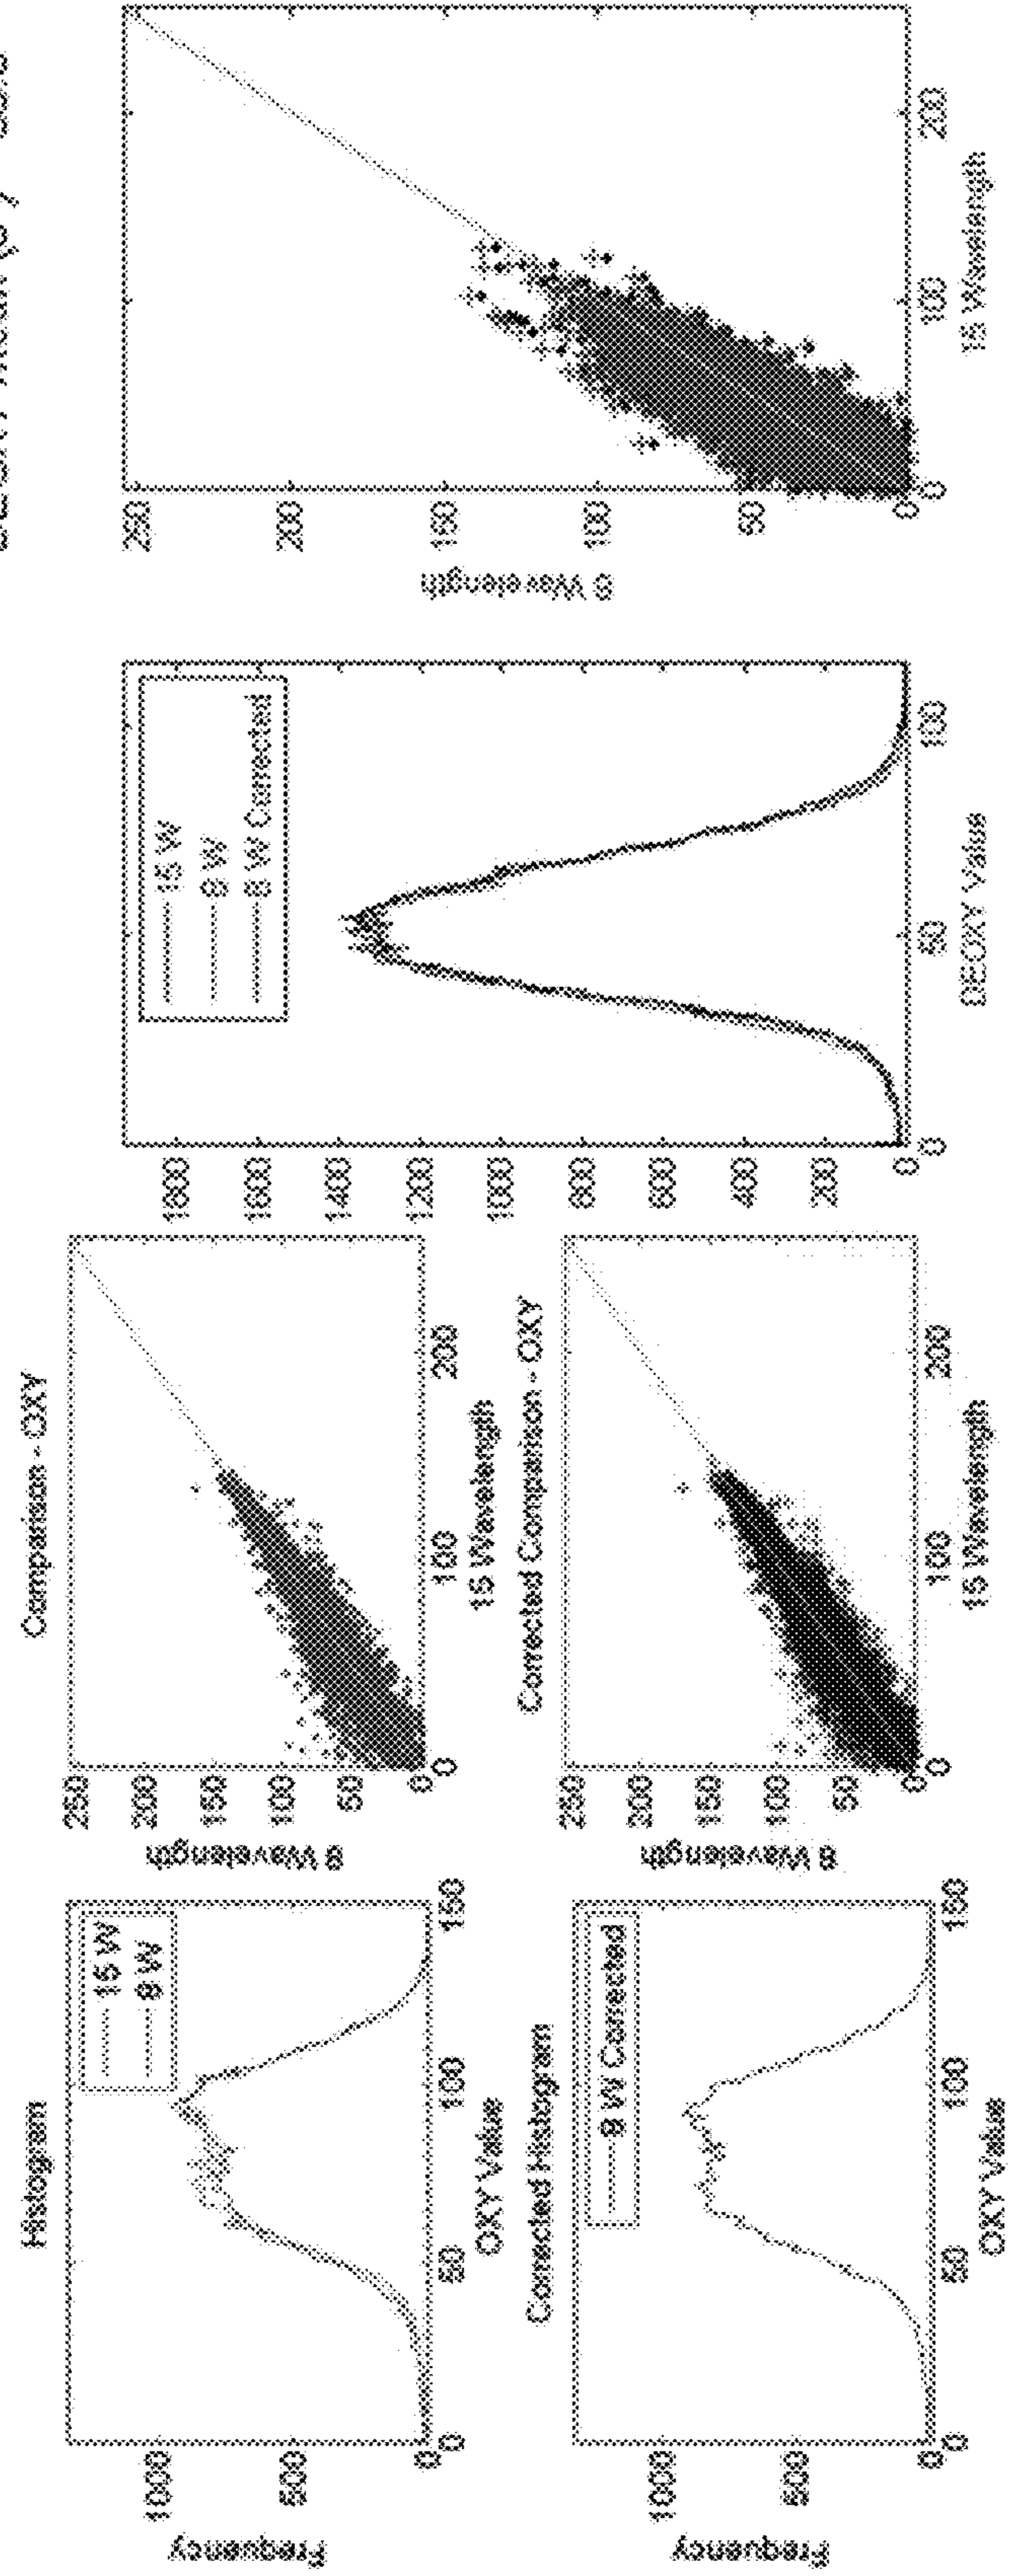 Histogram
Frequency
1000
500
0
0
50
100
150
OXY Value
15 W
8 W
Corrected Histogram
Frequency
1000
500
0
0
50
100
150
OXY Value
8 W Corrected
Comparison - OXY
8 Wavelength
250
200
150
100
50
0
0
100
200
15 Wavelength
Corrected Comparison - OXY
8 Wavelength
250
200
150
100
50
0
0
100
200
15 Wavelength
1800
1600
1400
1200
1000
800
600
400
200
0
0
50
100
DEOXY Value
15 W
8 W
8 W Corrected
8 Wavelength
250
200
150
100
50
0
0
100
200
15 Wavelength